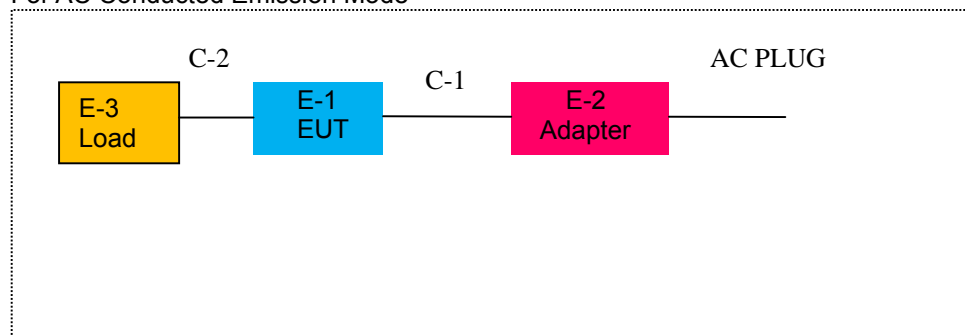 For AC Conducted Emission Mode
C-2
C-1
AC PLUG
E-3
Load
E-1
EUT
E-2
Adapter